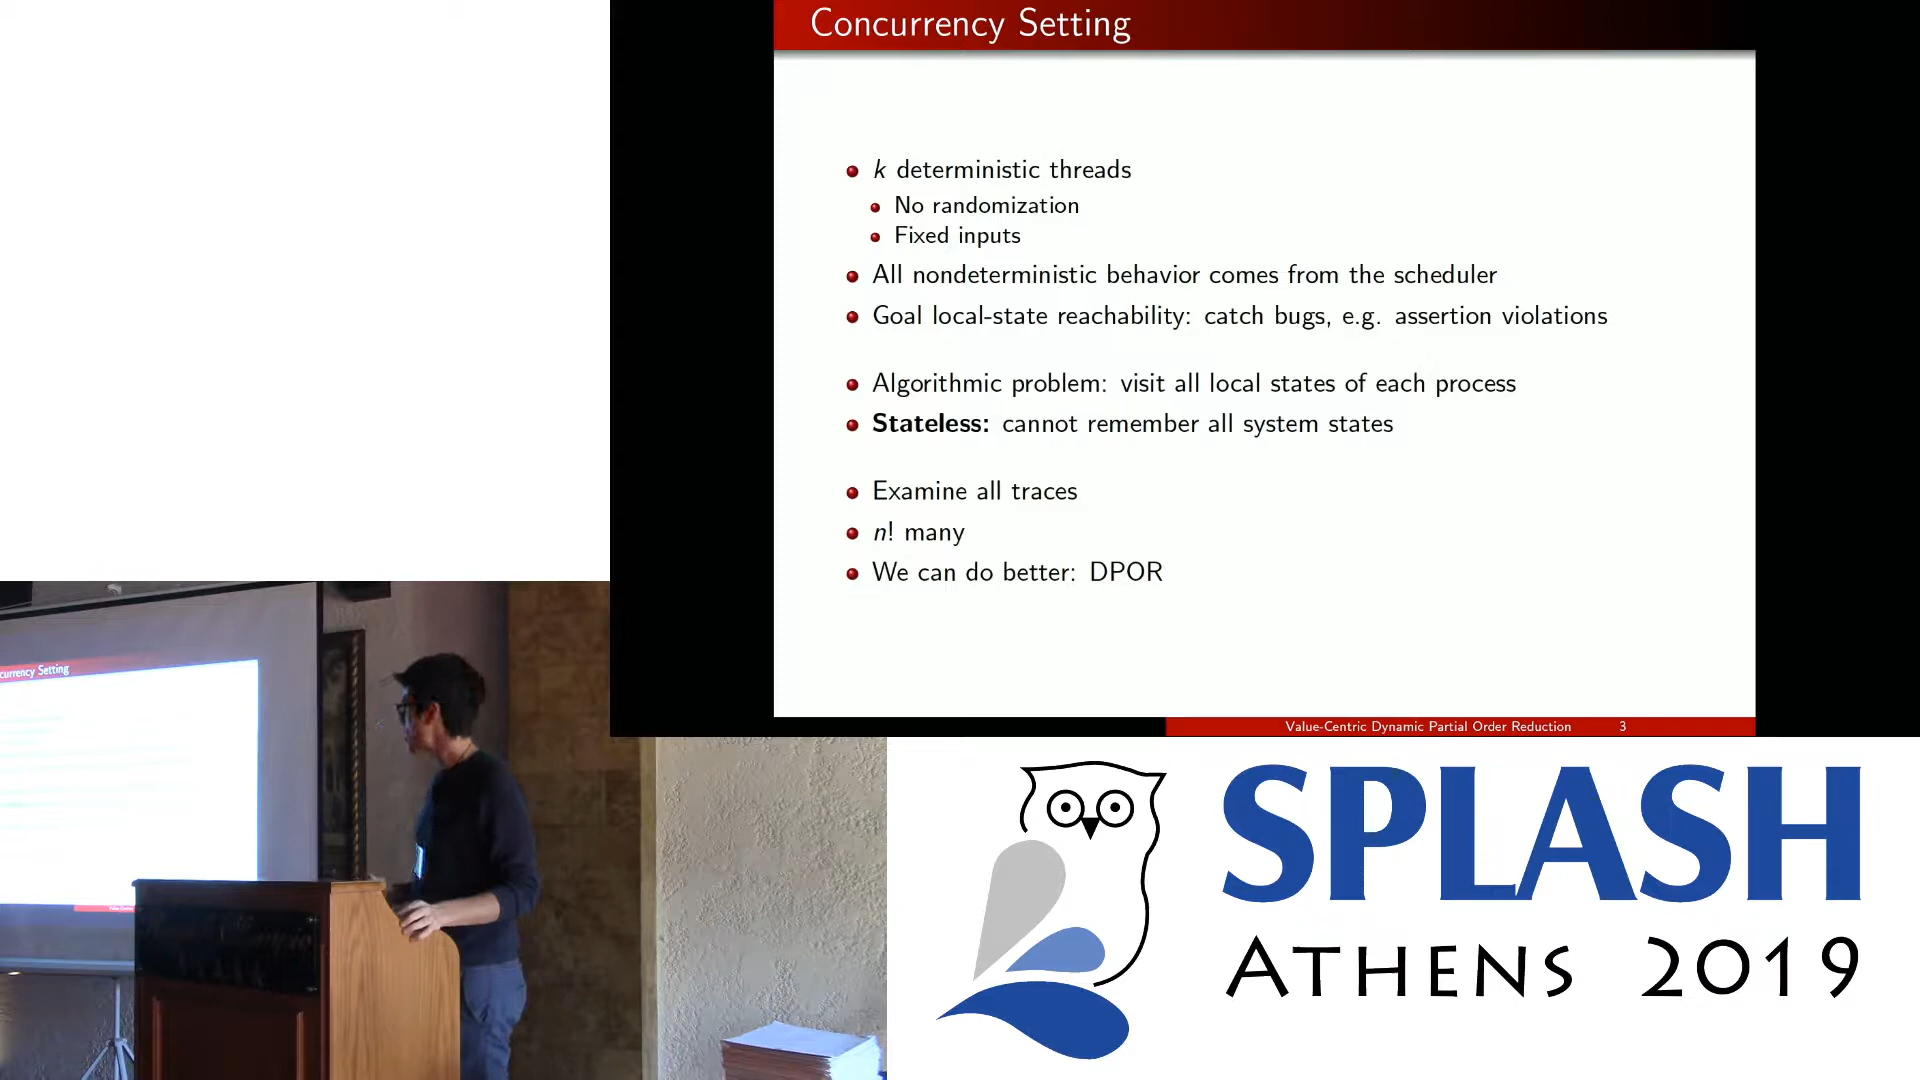 Concurrency Setting
k deterministic threads
No randomization
Fixed inputs
All nondeterministic behavior comes from the scheduler
Goal local-state reachability: catch bugs, e.g. assertion violations
Algorithmic problem: visit all local states of each process
Stateless: cannot remember all system states
Examine all traces
n! many
We can do better: DPOR
Value-Centric Dynamic Partial Order Reduction 3
currency Setting
SPLASH
ATHENS 2019